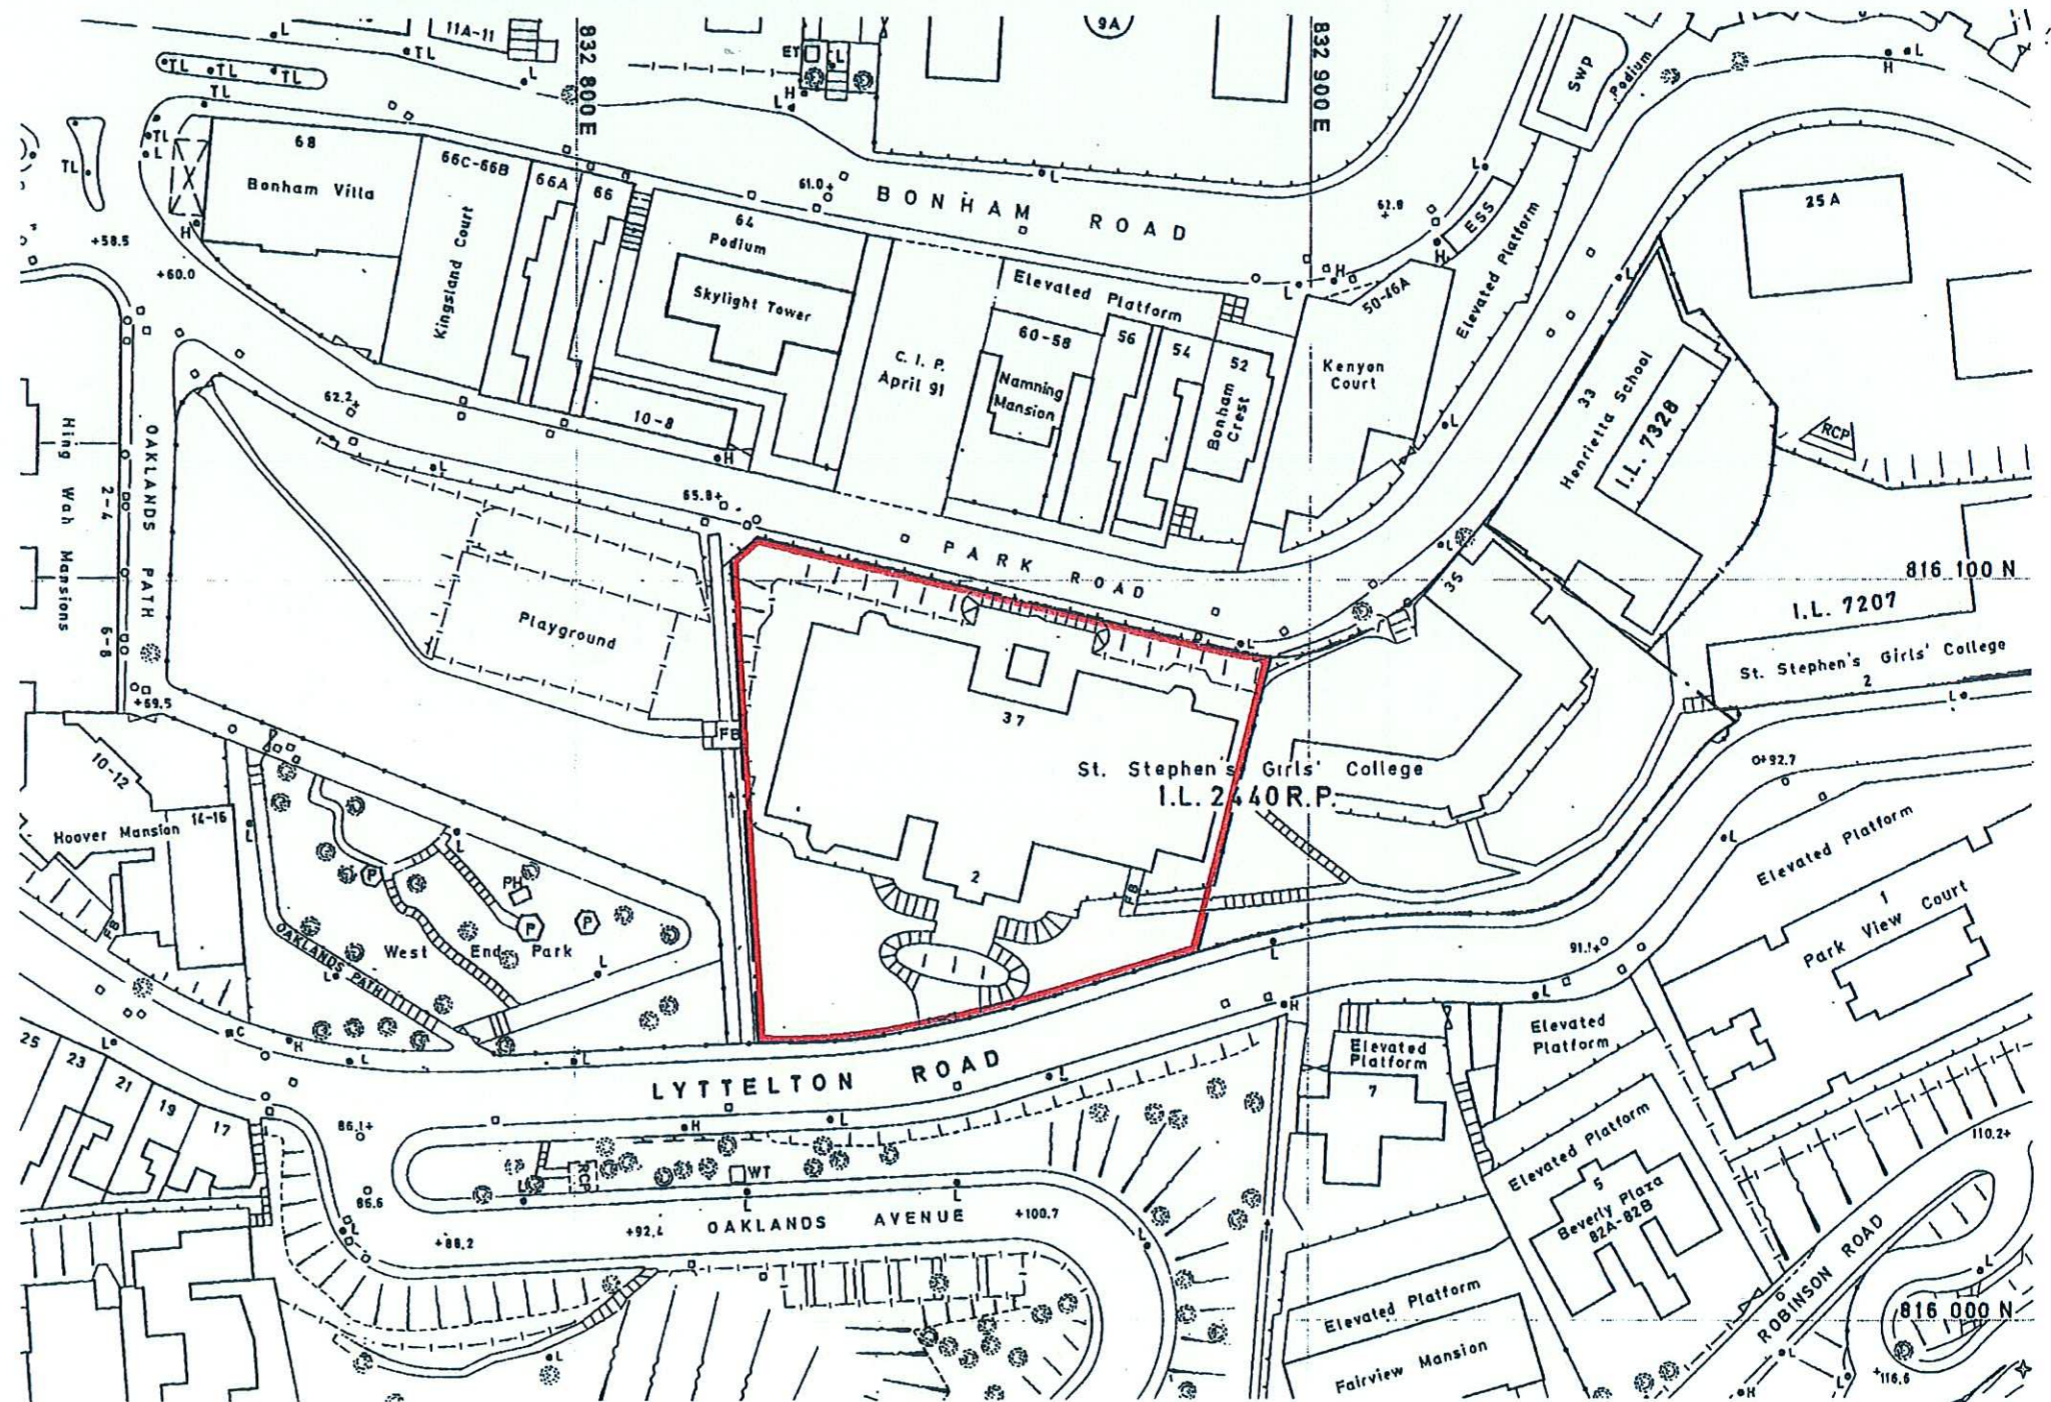 11A-11
9A
832 800 E
832 900 E
ET
L
H
TL
TL
TL
TL
TL
TL
Swp
Podium
68
Bonham Villa
66C-66B
Kingsland Court
66A
66
64
Podium
Skylight Tower
61.0+
BONHAM ROAD
62.8
+
ESS
Elevated Platform
25A
+58.5
+60.0
C. I. P.
April 91
Elevated Platform
60-58
Namning
Mansion
56
54
52
Bonham
Crest
Kenyon
Court
33
Henrietta School
I.L. 7328
RCP
62.2+
10-8
65.8+
Hing Wah Mansions
2-4
6-8
OAKLANDS PATH
PARK ROAD
35
816 100 N
I.L. 7207
St. Stephen's Girls' College
2
Playground
FB
37
St. Stephen's Girls' College
I.L. 2440 R.P.
+69.5
+92.7
10-12
Hoover Mansion
14-16
FB
P
PH
P
P
West End Park
OAKLANDS PATH
2
FB
Elevated Platform
1
Park View Court
91.1+
C
25
23
21
19
17
LYTTELTON ROAD
Elevated
Platform
7
Elevated
Platform
86.1+
RCP
WT
Elevated Platform
5
Beverly Plaza
82A-82B
110.2+
86.6
+88.2
+92.4
OAKLANDS AVENUE
+100.7
ROBINSON ROAD
Elevated Platform
Fairview Mansion
816 000 N
+116.6